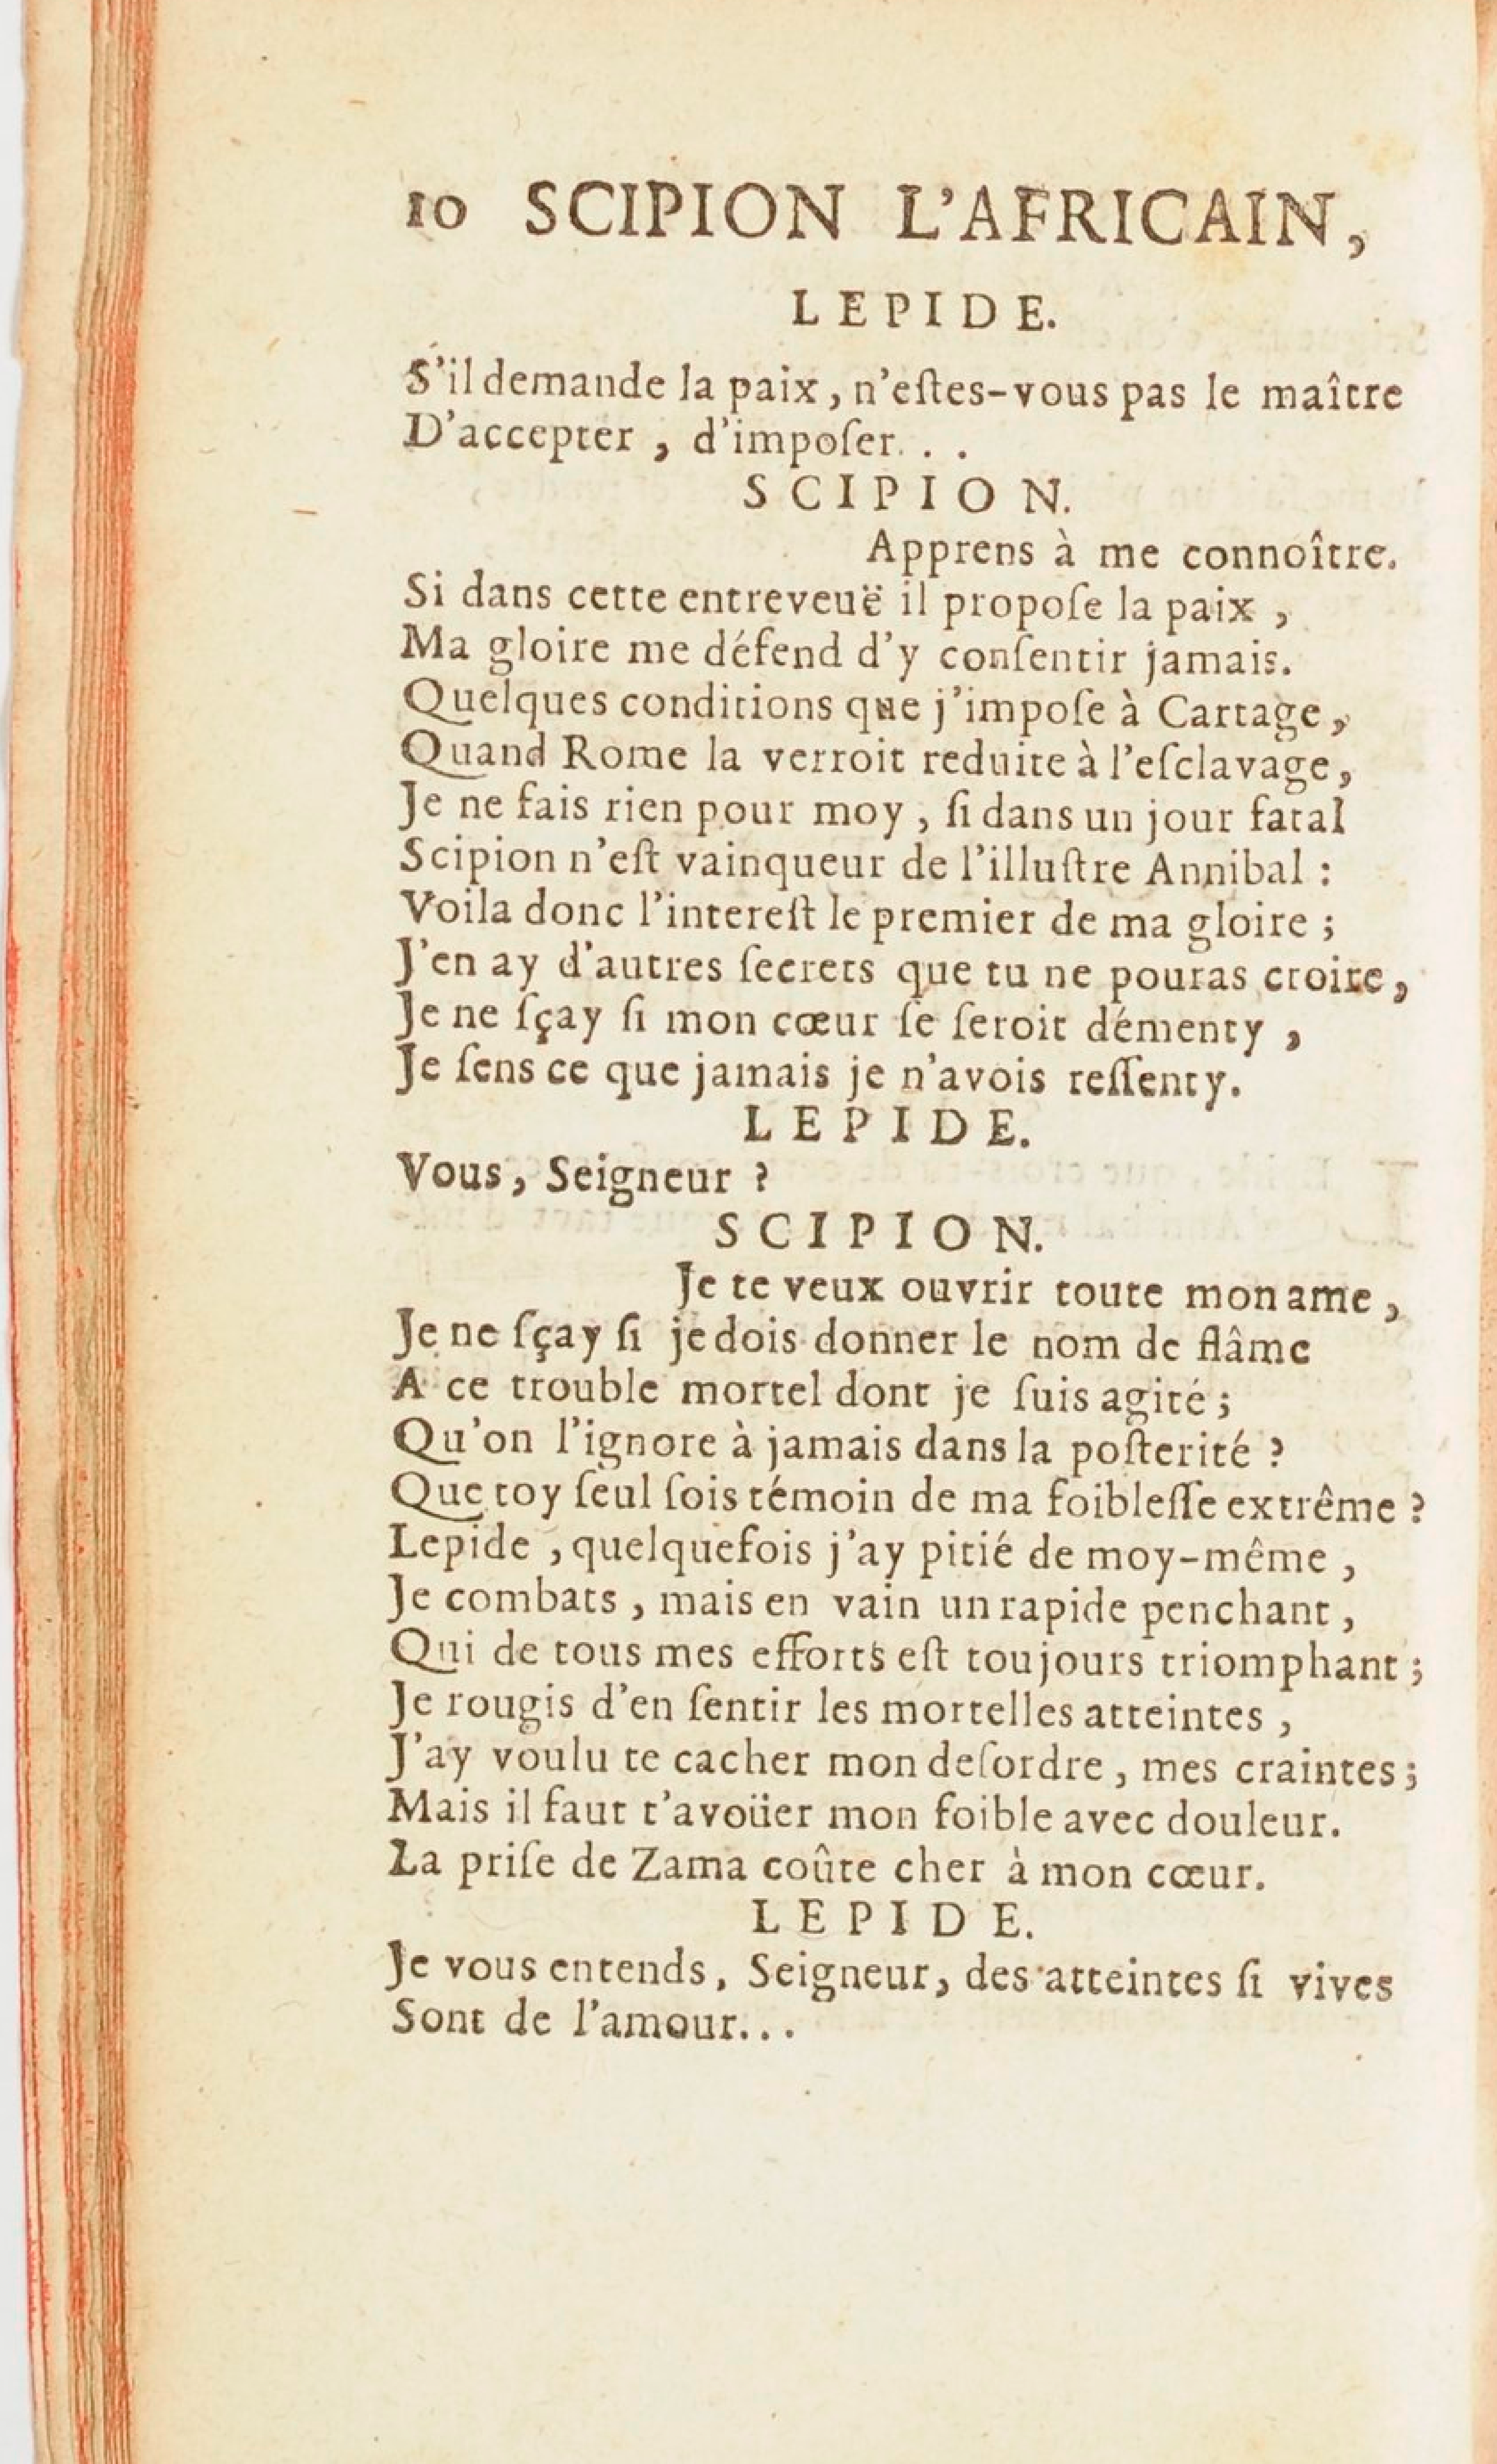 10 SCIPION L'AFRICAIN,
LEPIDE.
S'il demande la paix, n'eſtes-vous pas le maître
D'accepter, d'impoſer...
SCIPION.
Apprens à me connoître.
Si dans cette entreveuë il propoſe la paix,
Ma gloire me défend d'y conſentir jamais.
Quelques conditions que j'impoſe à Cartage,
Quand Rome la verroit reduite à l'eſclavage,
Je ne fais rien pour moy, ſi dans un jour fatal
Scipion n'eſt vainqueur de l'illuſtre Annibal:
Voila donc l'intereſt le premier de ma gloire;
J'en ay d'autres ſecrets que tu ne pouras croire,
Je ne ſçay ſi mon cœur ſe ſeroit démenty,
Je ſens ce que jamais je n'avois reſſenty.
LEPIDE.
Vous, Seigneur?
SCIPION.
Je te veux ouvrir toute mon ame,
Je ne ſçay ſi je dois donner le nom de flâme
A ce trouble mortel dont je ſuis agité;
Qu'on l'ignore à jamais dans la poſterité?
Que toy ſeul ſois témoin de ma foibleſſe extrême?
Lepide, quelquefois j'ay pitié de moy-même,
Je combats, mais en vain un rapide penchant,
Qui de tous mes efforts eſt toujours triomphant;
Je rougis d'en ſentir les mortelles atteintes,
J'ay voulu te cacher mon deſordre, mes craintes;
Mais il faut t'avoüer mon foible avec douleur.
La priſe de Zama coûte cher à mon cœur.
LEPIDE.
Je vous entends, Seigneur, des atteintes ſi vives
Sont de l'amour...